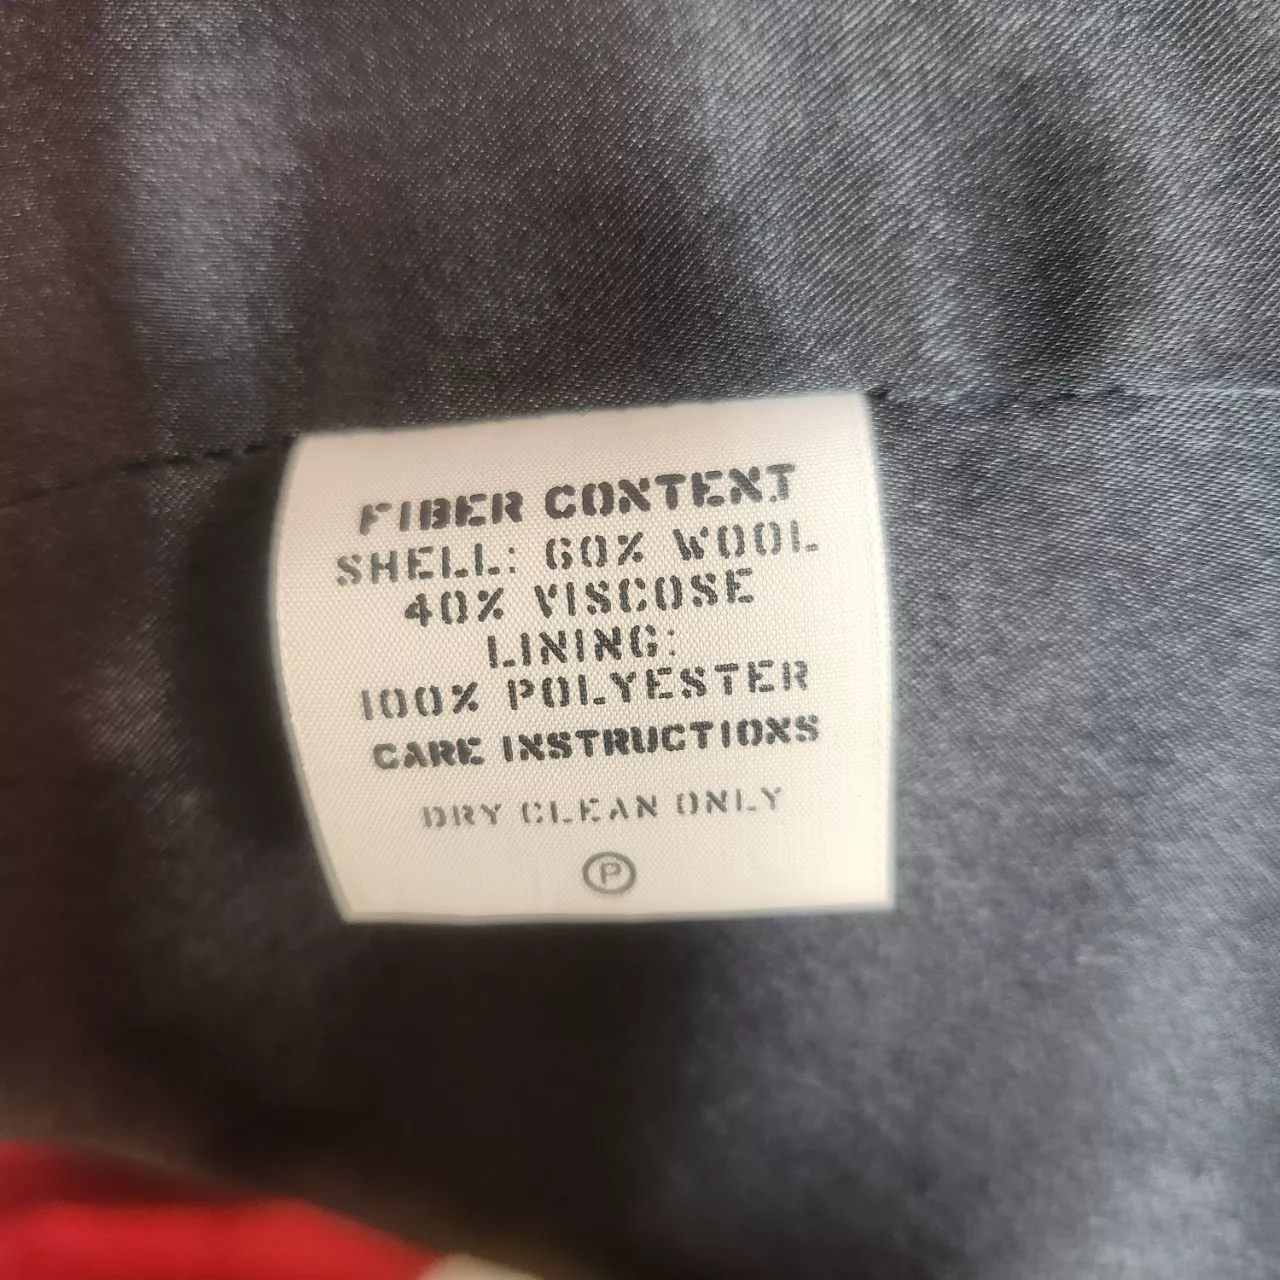 FIBER CONTENT
SHELL: 60% WOOL
40% VISCOSE
LINING:
100% POLYESTER
CARE INSTRUCTIONS
DRY CLEAN ONLY
P